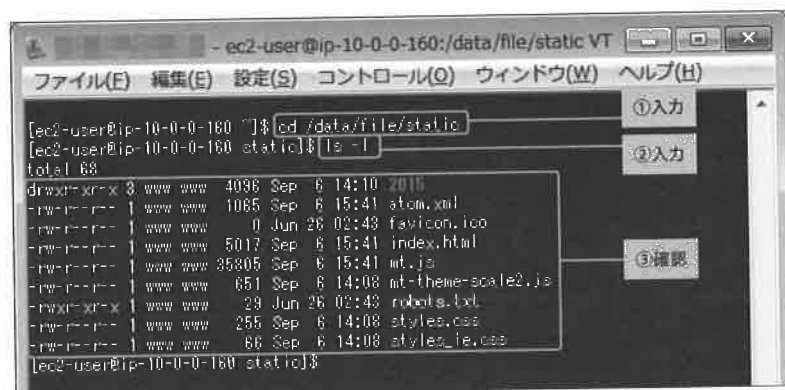 - ec2-user@ip-10-0-0-160:/data/file/static VT
ファイル(F) 編集(E) 設定(S) コントロール(O) ウィンドウ(W) ヘルプ(H)
[ec2-user@ip-10-0-0-160 ~]$ cd /data/file/static
①入力
[ec2-user@ip-10-0-0-160 static]$ ls -l
②入力
total 68
drwxr-xr-x 3 www www 4096 Sep 6 14:10 2015
-rw-r--r-- 1 www www 1065 Sep 6 15:41 atom.xml
-rw-r--r-- 1 www www 0 Jun 26 02:43 favicon.ico
-rw-r--r-- 1 www www 5017 Sep 6 15:41 index.html
-rw-r--r-- 1 www www 35805 Sep 6 15:41 mt.js
-rw-r--r-- 1 www www 651 Sep 6 14:08 mt-theme-scale2.js
-rwxr-xr-x 1 www www 29 Jun 26 02:43 robots.txt
-rw-r--r-- 1 www www 255 Sep 6 14:08 styles.css
-rw-r--r-- 1 www www 66 Sep 6 14:08 styles_ie.css
③確認
[ec2-user@ip-10-0-0-160 static]$